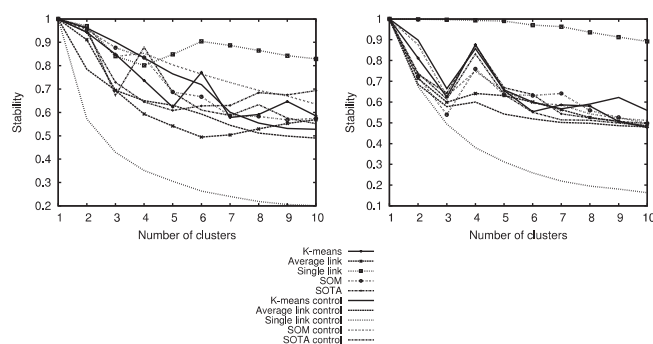 1
0.9
0.8
0.7
0.6
0.5
0.4
0.3
0.2
Stability
1 2 3 4 5 6 7 8 9 10
Number of clusters
1
0.9
0.8
0.7
0.6
0.5
0.4
0.3
0.2
0.1
Stability
1 2 3 4 5 6 7 8 9 10
Number of clusters
K-means
Average link
Single link
SOM
SOTA
K-means control
Average link control
Single link control
SOM control
SOTA control